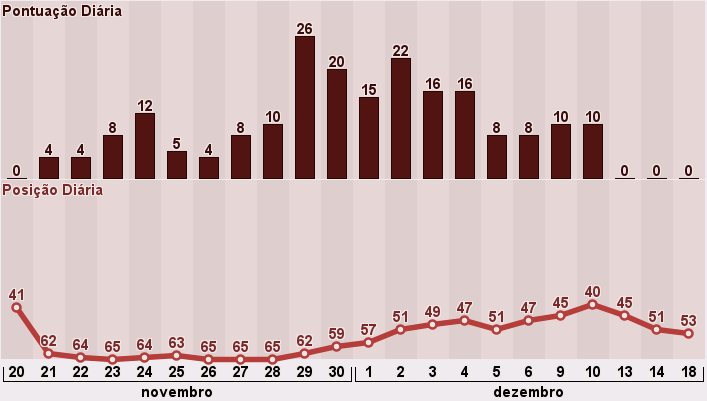 Pontuação Diária
0 4 4 8 12 5 4 8 10 26 20 15 22 16 16 8 8 10 10 0 0 0
Posição Diária
41 62 64 65 64 63 65 65 65 62 59 57 51 49 47 51 47 45 40 45 51 53
20 21 22 23 24 25 26 27 28 29 30 1 2 3 4 5 6 9 10 13 14 18
novembro dezembro